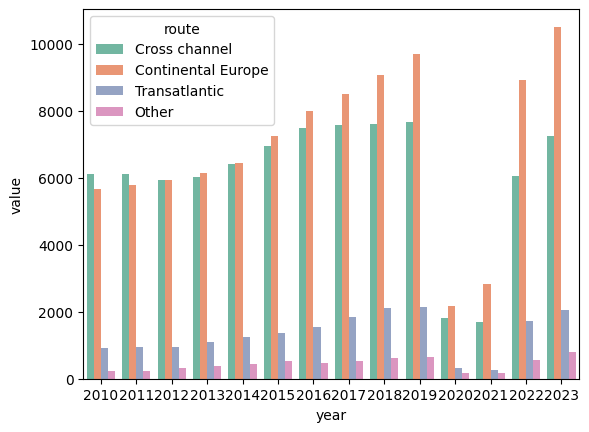 route
Cross channel
Continental Europe
Transatlantic
Other
10000
8000
6000
4000
2000
0
value
2010 2011 2012 2013 2014 2015 2016 2017 2018 2019 2020 2021 2022 2023
year